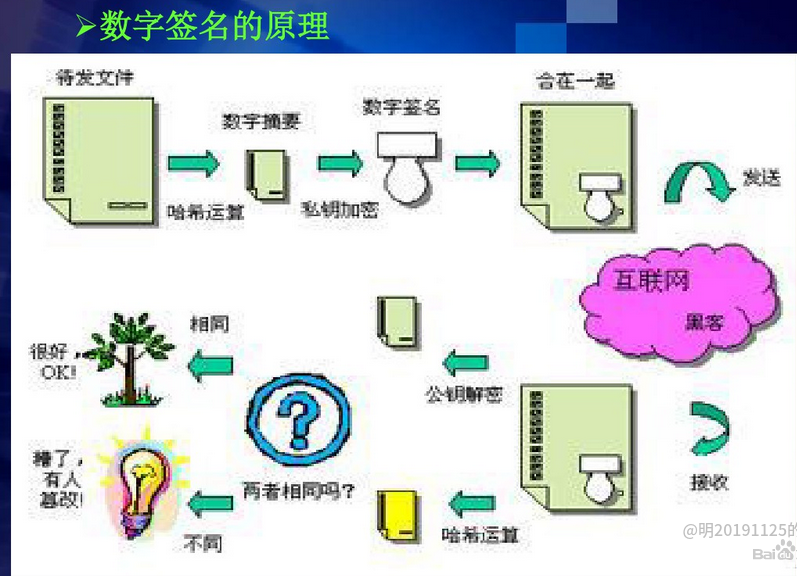 ➢数字签名的原理
待发文件
合在一起
数字签名
数字摘要
发送
哈希运算
私钥加密
互联网
黑客
相同
很好，
OK!
公钥解密
糟了，
有人
篡改!
两者相同吗?
接收
哈希运算
不同
@明20191125的
Bai